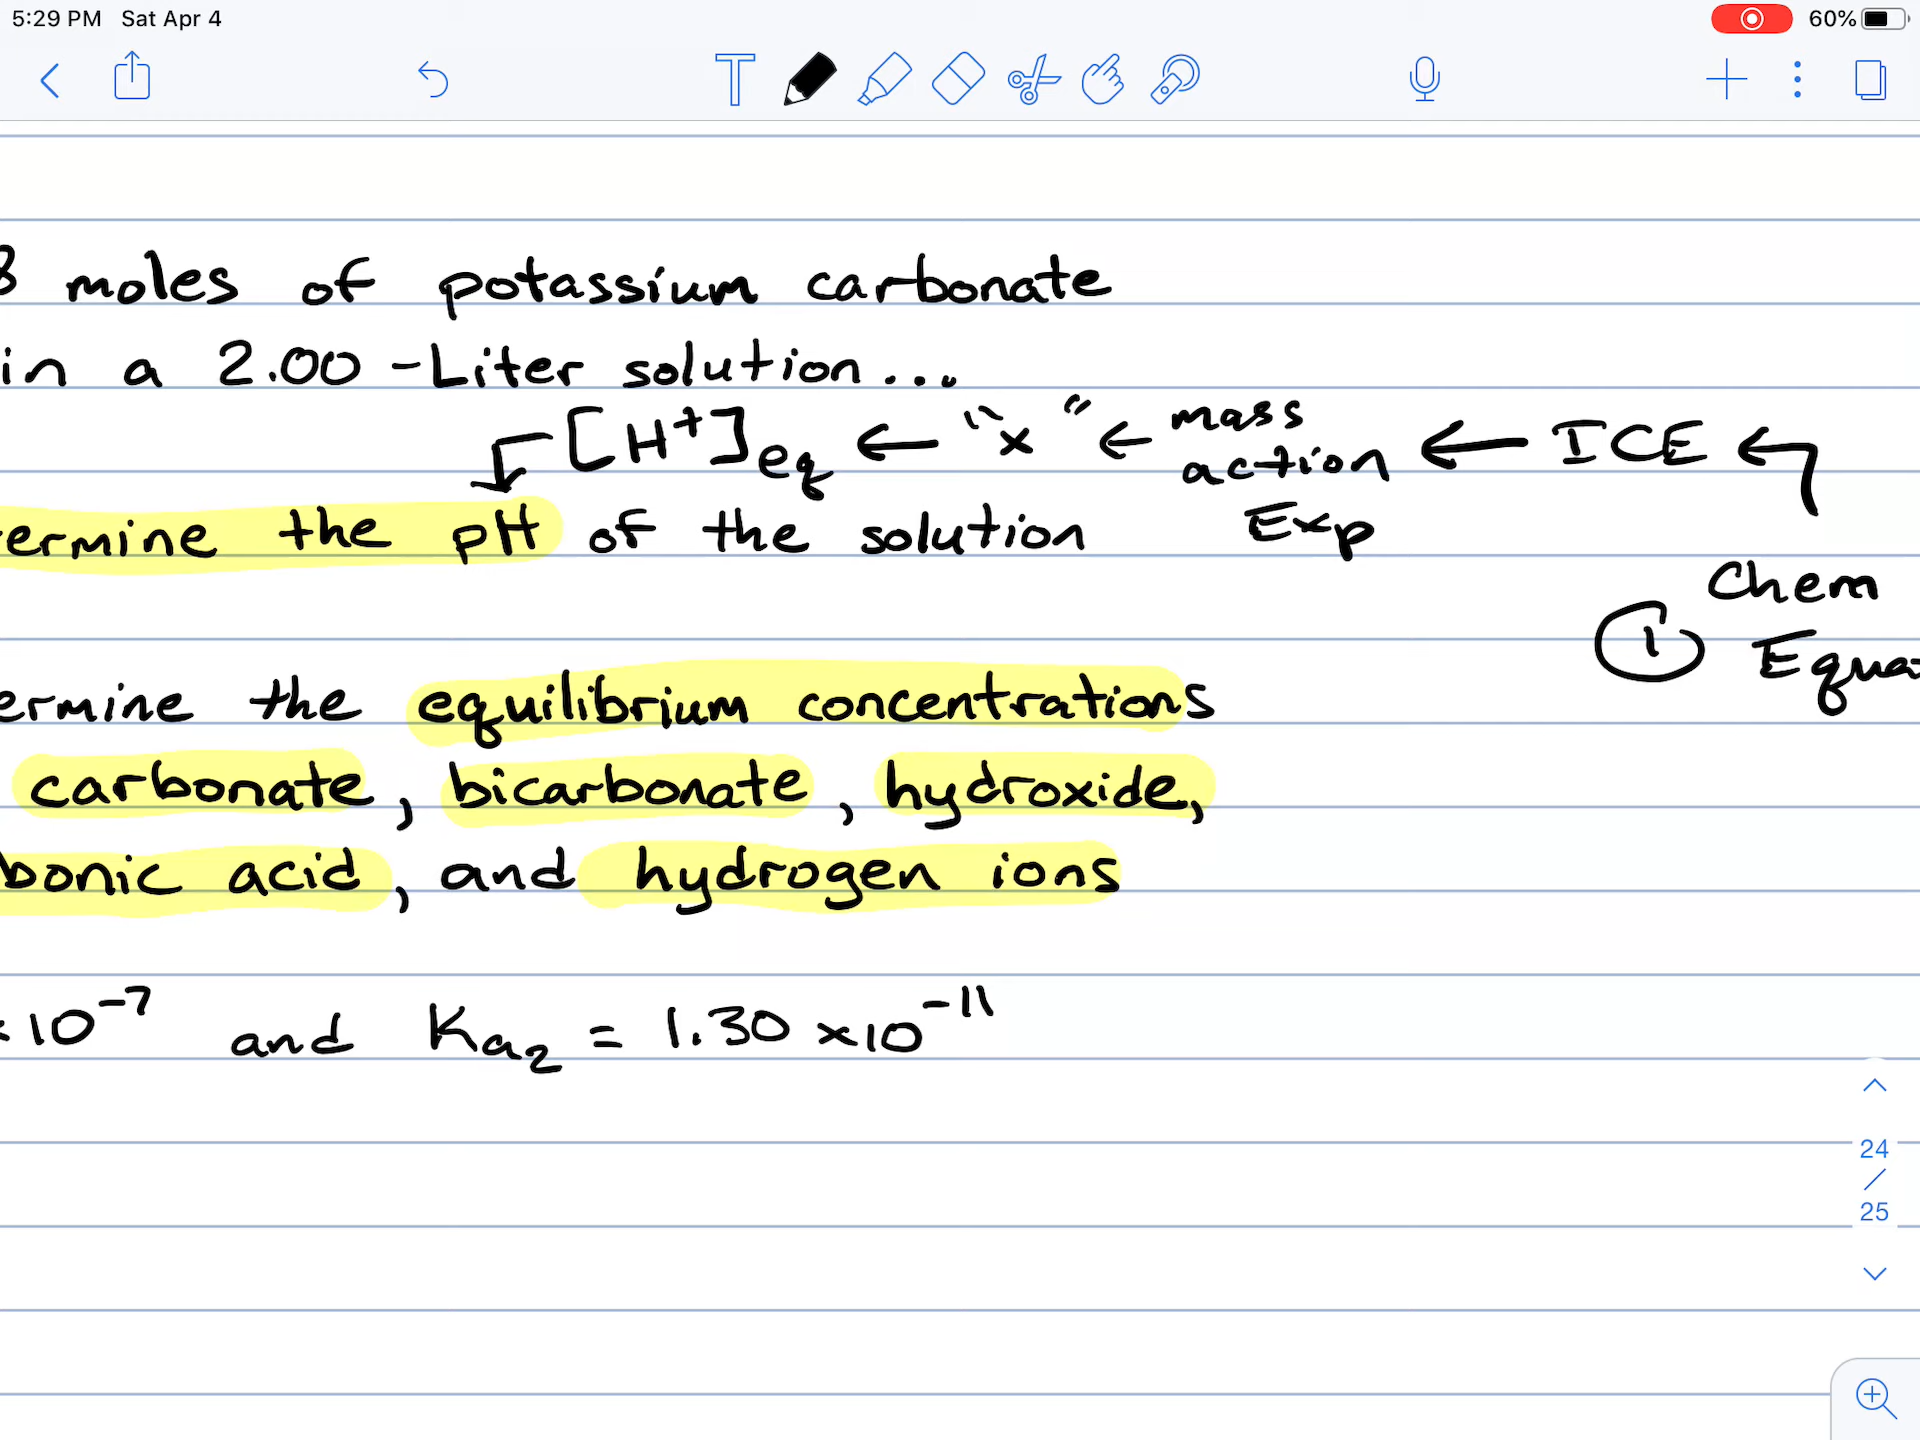 5:29 PM Sat Apr 4
60%
8 moles of potassium carbonate
in a 2.00-Liter solution...
[H+]eq ← "x" ← mass action Exp ← ICE
ermine the pH of the solution
Chem
① Equa
ermine the equilibrium concentrations
carbonate, bicarbonate, hydroxide,
bonic acid, and hydrogen ions
×10⁻⁷ and Ka₂ = 1.30 ×10⁻¹¹
24
/
25